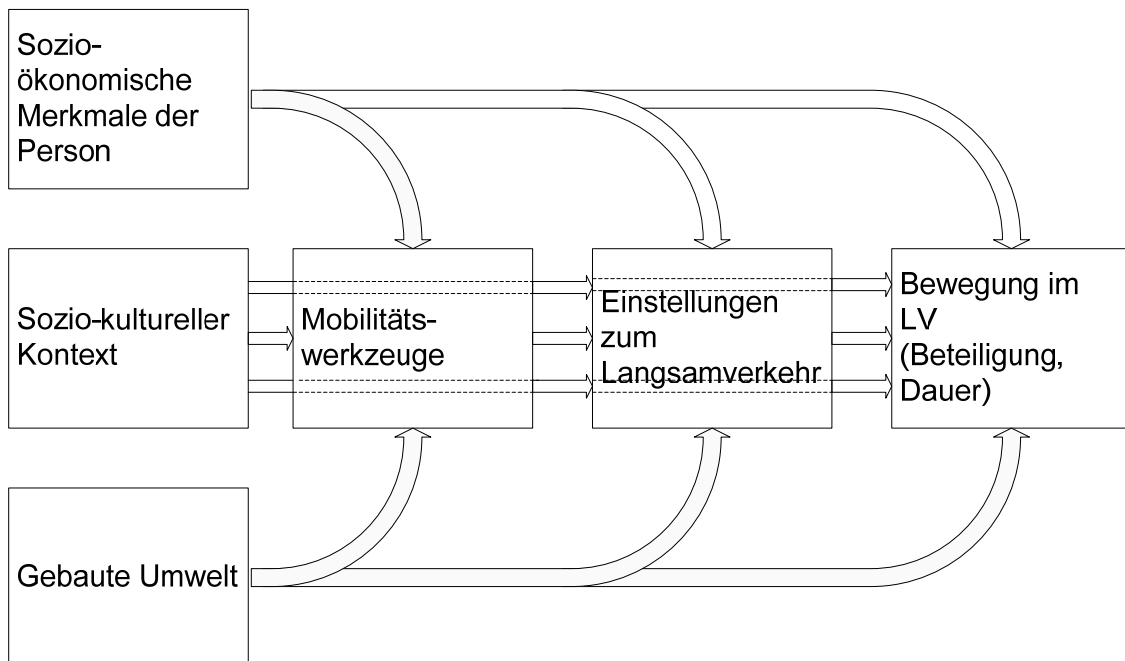 Sozio-
ökonomische
Merkmale der
Person
Sozio-kultureller
Kontext
Mobilitäts-
werkzeuge
Einstellungen
zum
Langsamverkehr
Bewegung im
LV
(Beteiligung,
Dauer)
Gebaute Umwelt